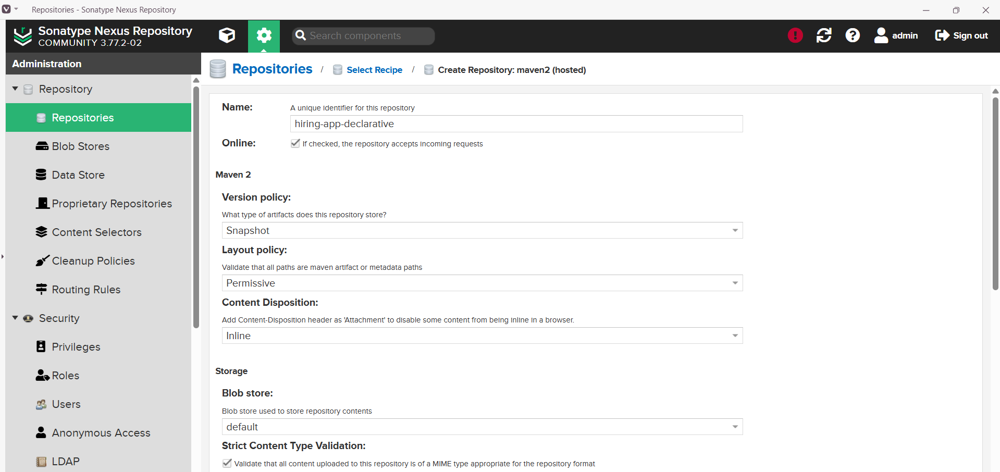 Repositories - Sonatype Nexus Repository
Sonatype Nexus Repository
COMMUNITY 3.77.2-02
Search components
admin
Sign out
Administration
Repositories / Select Recipe / Create Repository: maven2 (hosted)
Repository
Repositories
Blob Stores
Data Store
Proprietary Repositories
Content Selectors
Cleanup Policies
Routing Rules
Security
Privileges
Roles
Users
Anonymous Access
LDAP
Name:
A unique identifier for this repository
hiring-app-declarative
Online:
If checked, the repository accepts incoming requests
Maven 2
Version policy:
What type of artifacts does this repository store?
Snapshot
Layout policy:
Validate that all paths are maven artifact or metadata paths
Permissive
Content Disposition:
Add Content-Disposition header as 'Attachment' to disable some content from being inline in a browser.
Inline
Storage
Blob store:
Blob store used to store repository contents
default
Strict Content Type Validation:
Validate that all content uploaded to this repository is of a MIME type appropriate for the repository format